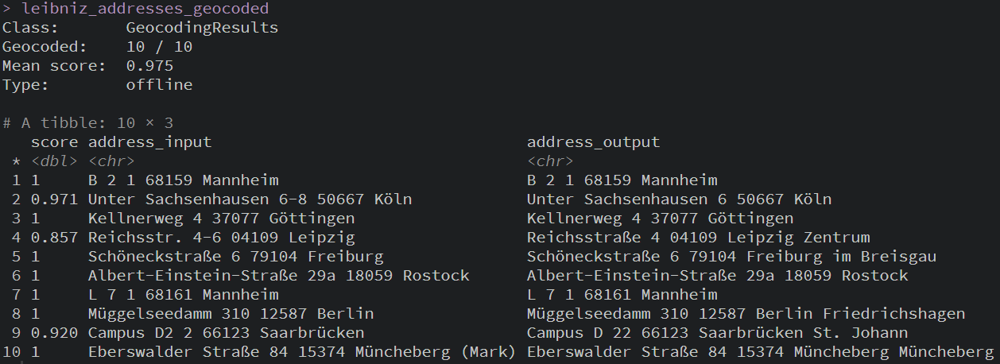 > leibniz_addresses_geocoded
Class:       GeocodingResults
Geocoded:    10 / 10
Mean score:  0.975
Type:        offline
# A tibble: 10 × 3
   score address_input                                 address_output
 * <dbl> <chr>                                         <chr>
 1 1     B 2 1 68159 Mannheim                          B 2 1 68159 Mannheim
 2 0.971 Unter Sachsenhausen 6-8 50667 Köln            Unter Sachsenhausen 6 50667 Köln
 3 1     Kellnerweg 4 37077 Göttingen                  Kellnerweg 4 37077 Göttingen
 4 0.857 Reichsstr. 4-6 04109 Leipzig                  Reichsstraße 4 04109 Leipzig Zentrum
 5 1     Schöneckstraße 6 79104 Freiburg               Schöneckstraße 6 79104 Freiburg im Breisgau
 6 1     Albert-Einstein-Straße 29a 18059 Rostock      Albert-Einstein-Straße 29a 18059 Rostock
 7 1     L 7 1 68161 Mannheim                          L 7 1 68161 Mannheim
 8 1     Müggelseedamm 310 12587 Berlin                Müggelseedamm 310 12587 Berlin Friedrichshagen
 9 0.920 Campus D2 2 66123 Saarbrücken                 Campus D 22 66123 Saarbrücken St. Johann
10 1     Eberswalder Straße 84 15374 Müncheberg (Mark) Eberswalder Straße 84 15374 Müncheberg Müncheberg